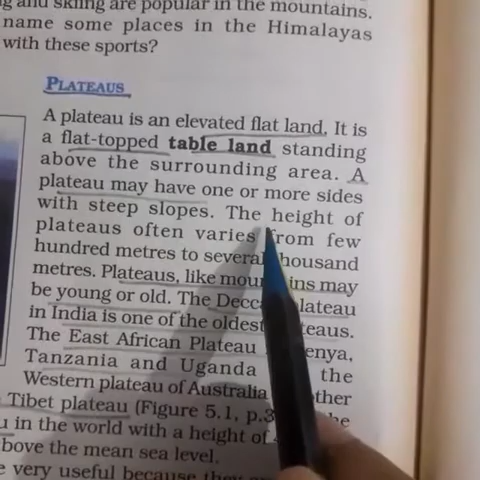 g and skiing are popular in the mountains.
name some places in the Himalayas
with these sports?
PLATEAUS
A plateau is an elevated flat land. It is
a flat-topped table land standing
above the surrounding area. A
plateau may have one or more sides
with steep slopes. The height of
plateaus often varies from few
hundred metres to several thousand
metres. Plateaus, like mountains may
be young or old. The Deccan plateau
in India is one of the oldest plateaus.
The East African Plateau enya,
Tanzania and Uganda the
Western plateau of Australia other
Tibet plateau (Figure 5.1, p.3 he
u in the world with a height of
bove the mean sea level.
e very useful because they